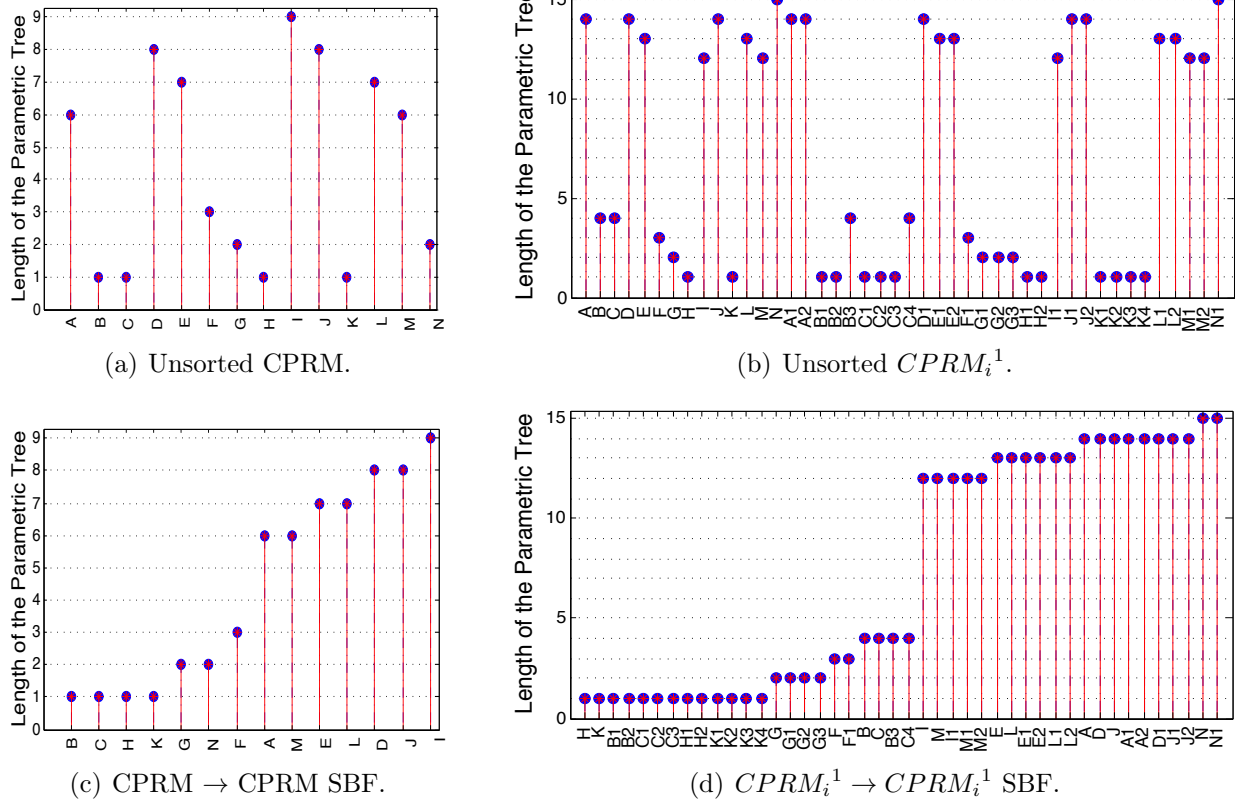 Length of the Parametric Tree
9
8
7
6
5
4
3
2
1
0
A B C D E F G H I J K L M N
(a) Unsorted CPRM.
Length of the Parametric Tree
15
10
5
0
A B C D E F G H I J K L M N A1 A2 B1 B2 B3 C1 C2 C3 C4 D1 E1 E2 F1 G1 G2 G3 H1 H2 I1 J1 J2 K1 K2 K3 K4 L1 L2 M1 M2 N1
(b) Unsorted CPRM_i^1.
Length of the Parametric Tree
9
8
7
6
5
4
3
2
1
0
B C H K G N F A M E L D J I
(c) CPRM → CPRM SBF.
Length of the Parametric Tree
15
10
5
0
H K B1 B2 C1 C2 C3 H1 H2 K1 K2 K3 K4 G G1 G2 G3 F F1 B C B3 C4 I M I1 M1 M2 E L E1 E2 L1 L2 A D J A1 A2 D1 J1 J2 N N1
(d) CPRM_i^1 → CPRM_i^1 SBF.